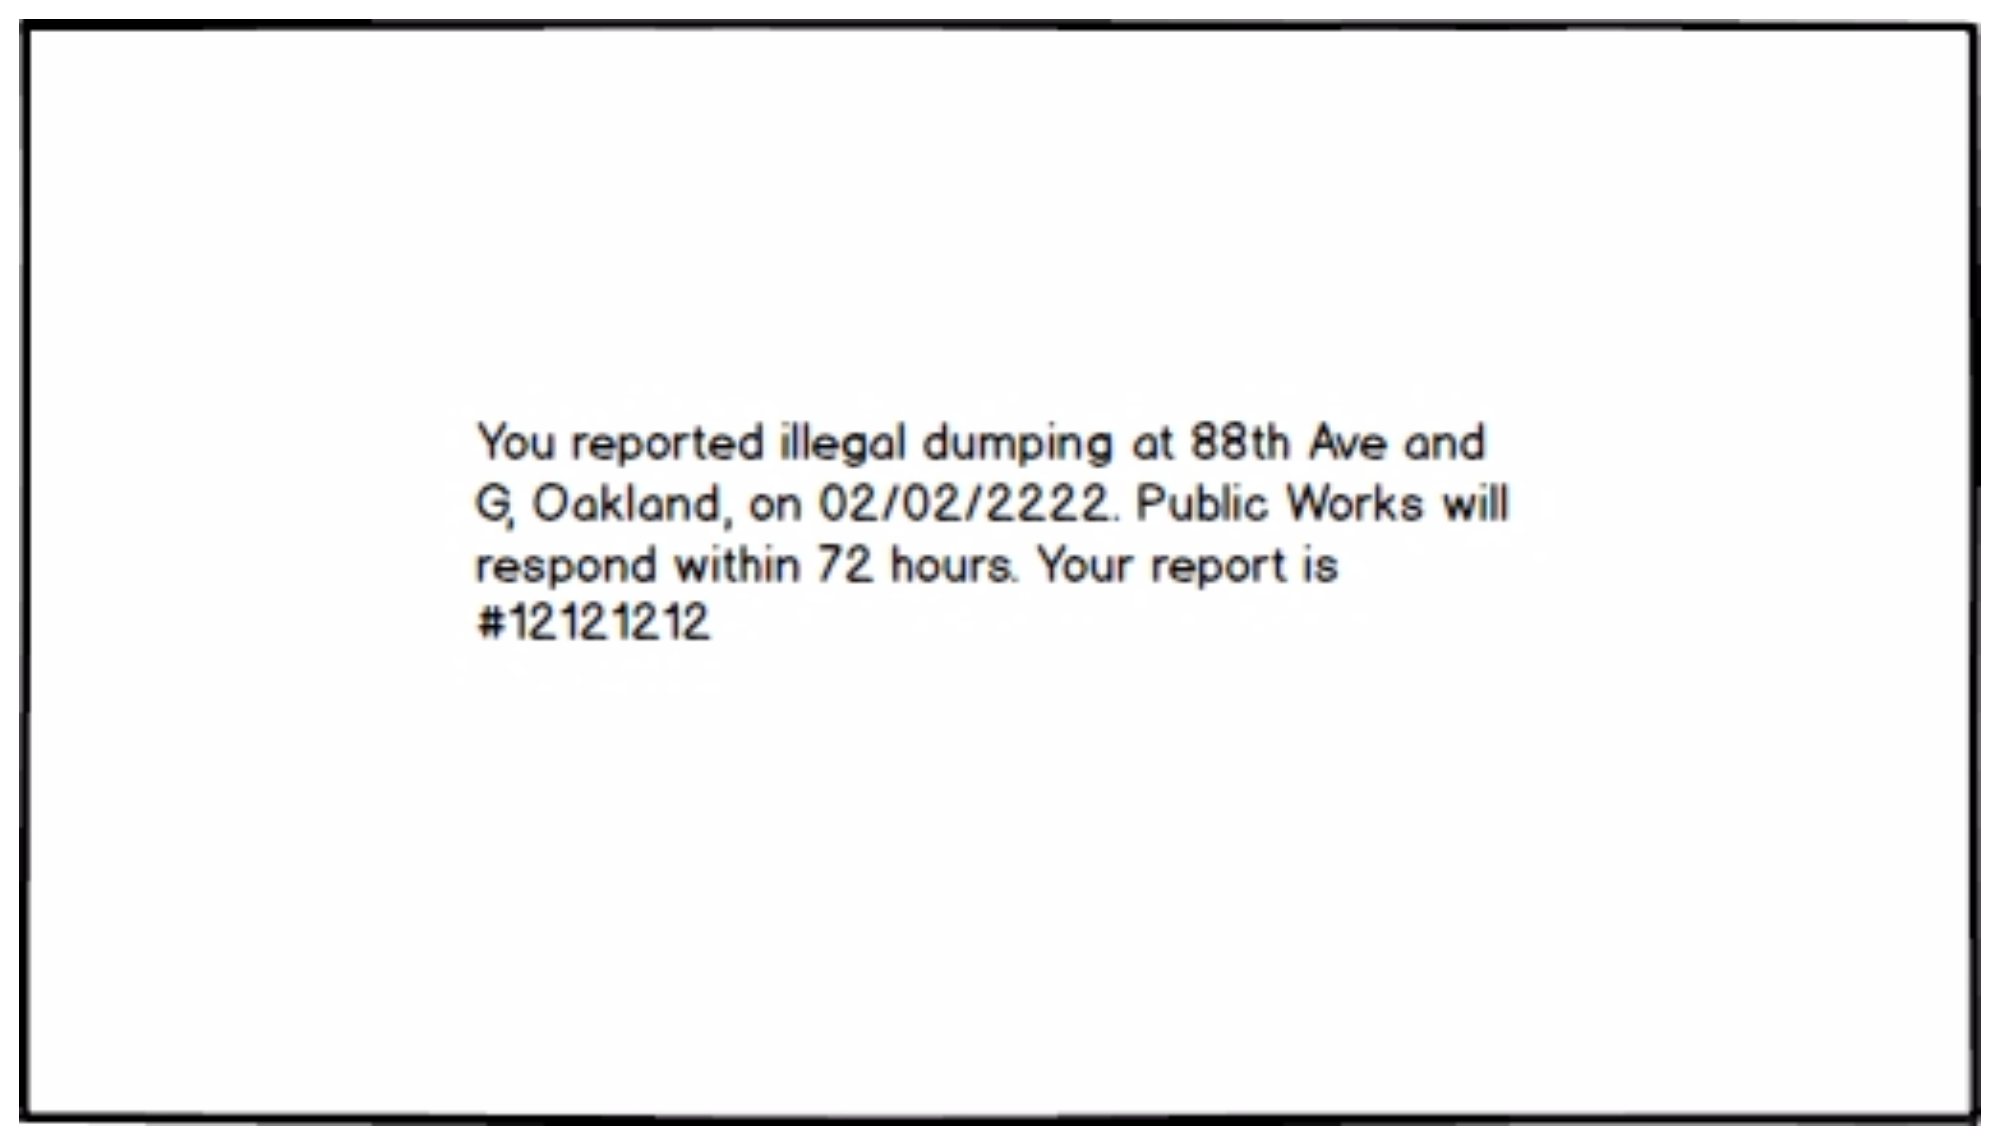 You reported illegal dumping at 88th Ave and
G, Oakland, on 02/02/2222. Public Works will
respond within 72 hours. Your report is
#12121212